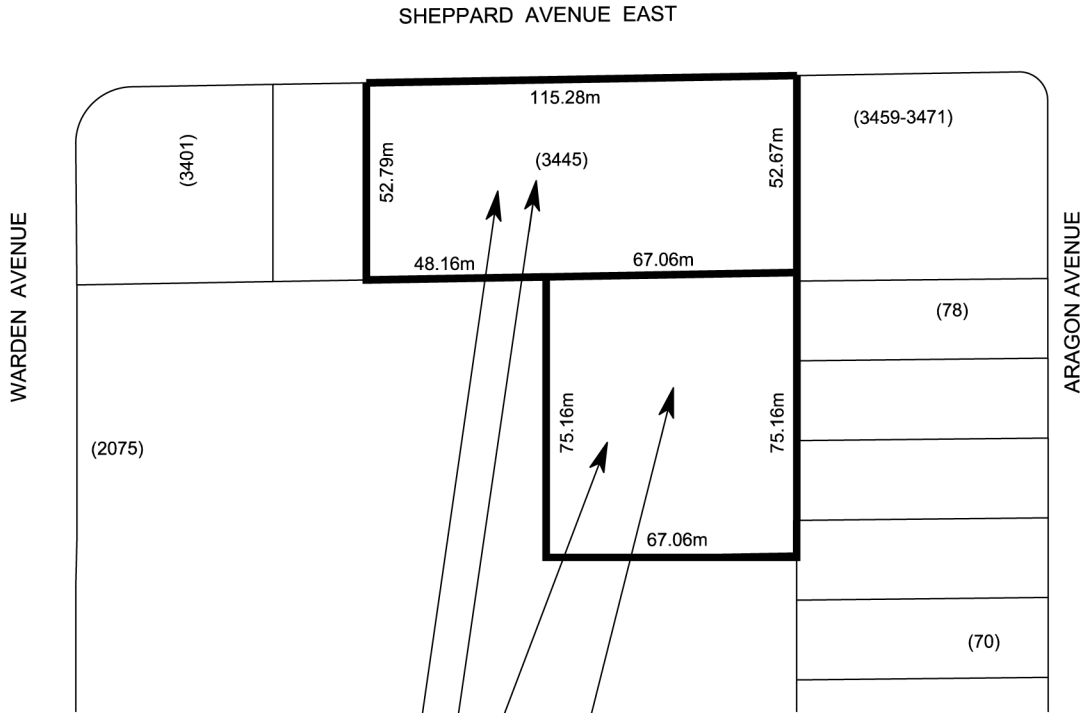 SHEPPARD AVENUE EAST
115.28m
(3459-3471)
(3401)
52.79m
(3445)
52.67m
WARDEN AVENUE
ARAGON AVENUE
48.16m
67.06m
(78)
75.16m
75.16m
(2075)
67.06m
(70)